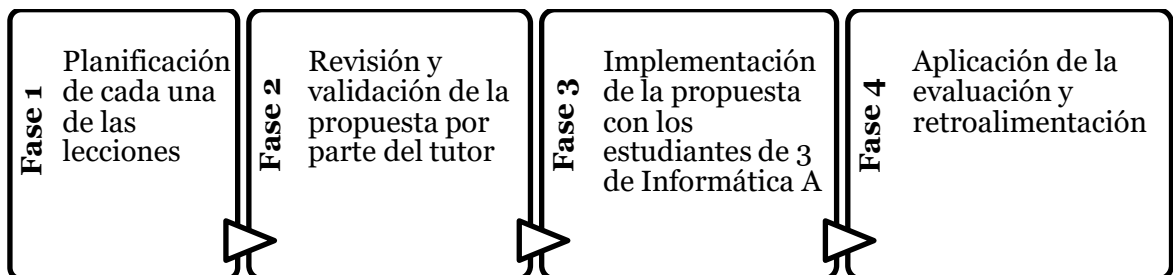 Fase 1
Planificación
de cada una
de las
lecciones
Fase 2
Revisión y
validación de la
propuesta por
parte del tutor
Fase 3
Implementación
de la propuesta
con los
estudiantes de 3
de Informática A
Fase 4
Aplicación de la
evaluación y
retroalimentación